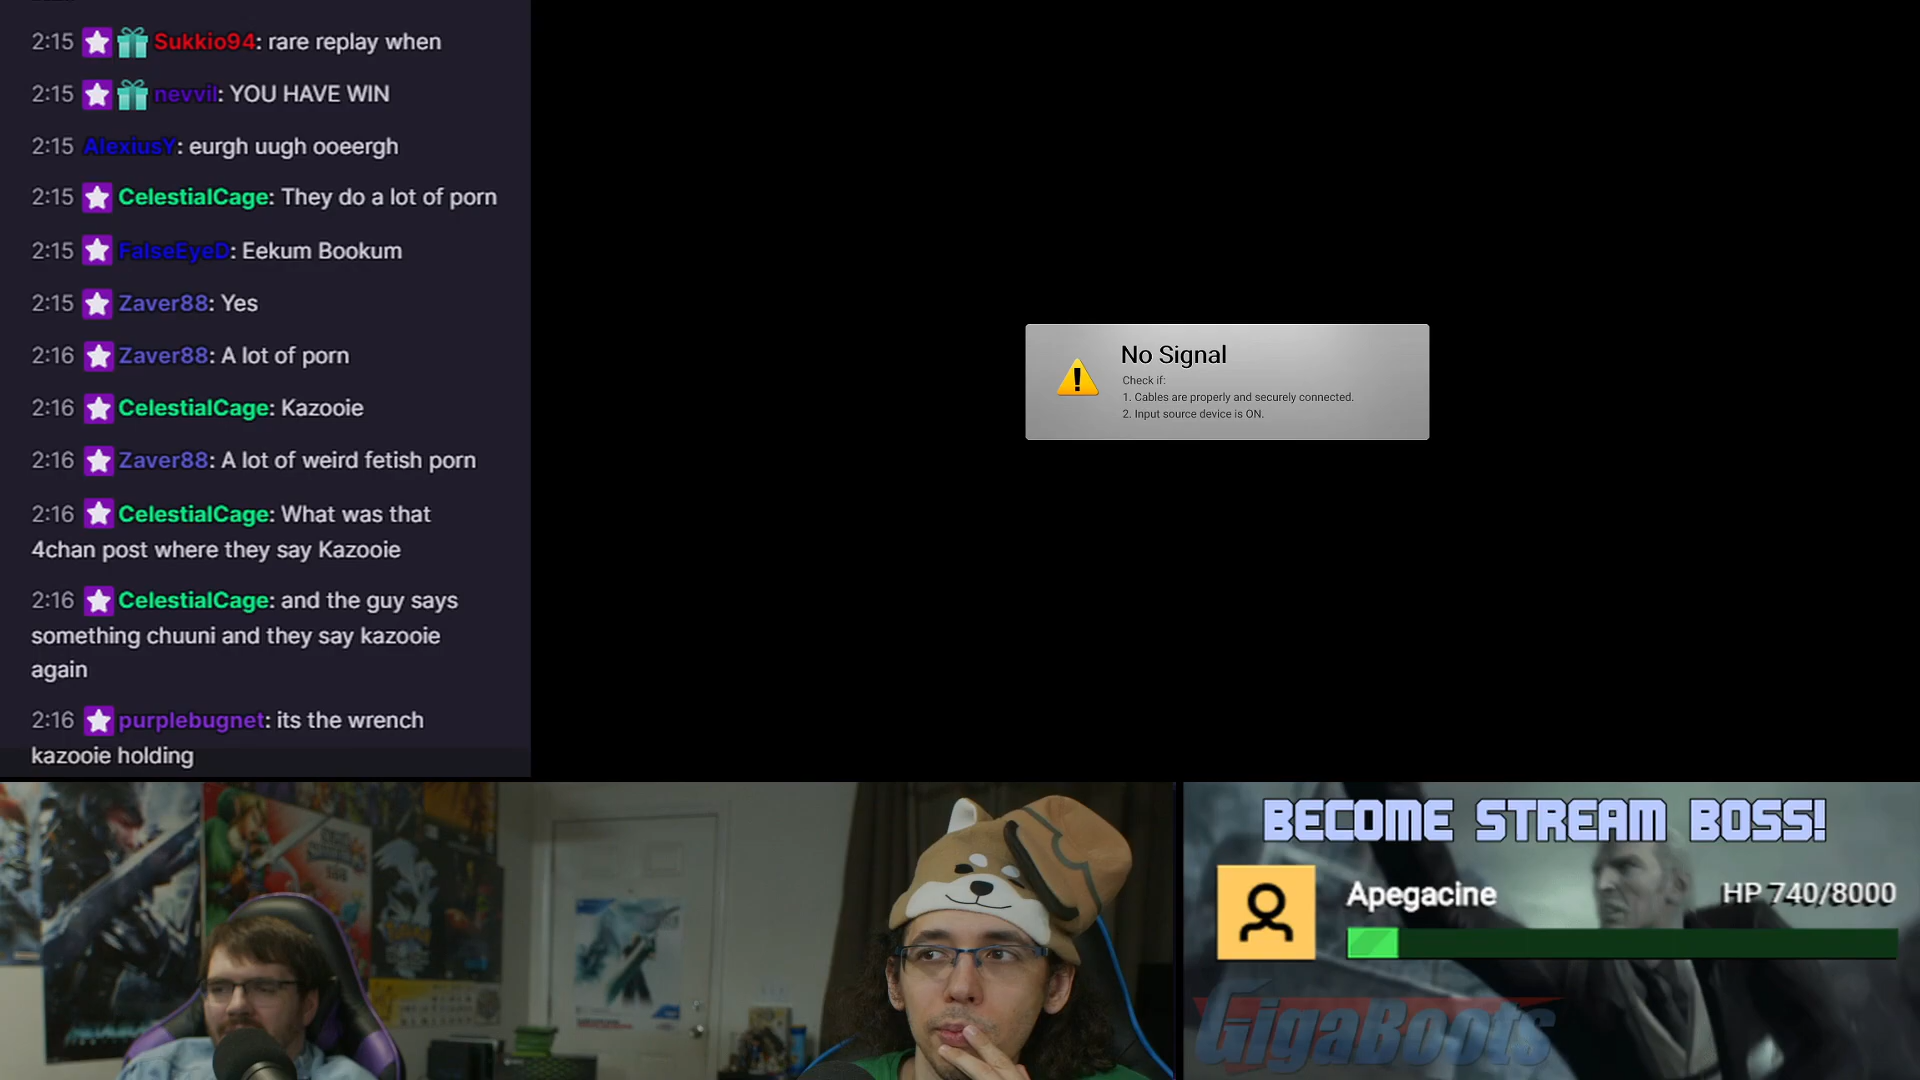 2:15 Sukkio94: rare replay when
2:15 nevvil: YOU HAVE WIN
2:15 AlexiusY: eurgh uugh ooeergh
2:15 CelestialCage: They do a lot of porn
2:15 FalseEyeD: Eekum Bookum
2:15 Zaver88: Yes
2:16 Zaver88: A lot of porn
2:16 CelestialCage: Kazooie
2:16 Zaver88: A lot of weird fetish porn
2:16 CelestialCage: What was that
4chan post where they say Kazooie
2:16 CelestialCage: and the guy says
something chuuni and they say kazooie
again
2:16 purplebugnet: its the wrench
kazooie holding
No Signal
Check if:
1. Cables are properly and securely connected.
2. Input source device is ON.
BECOME STREAM BOSS!
Apegacine
HP 740/8000
GigaBoots